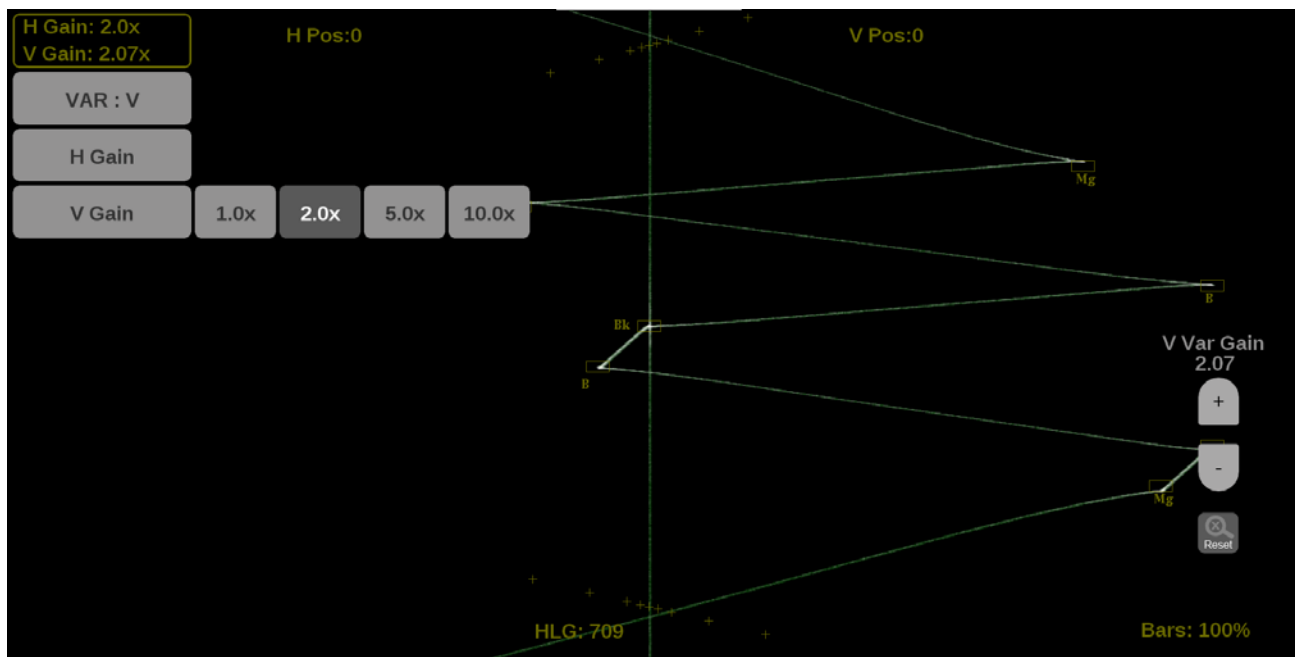 H Gain: 2.0x
V Gain: 2.07x
H Pos:0
V Pos:0
VAR : V
H Gain
V Gain
1.0x
2.0x
5.0x
10.0x
Mg
B
Bk
B
V Var Gain
2.07
+
-
Mg
Reset
HLG: 709
Bars: 100%